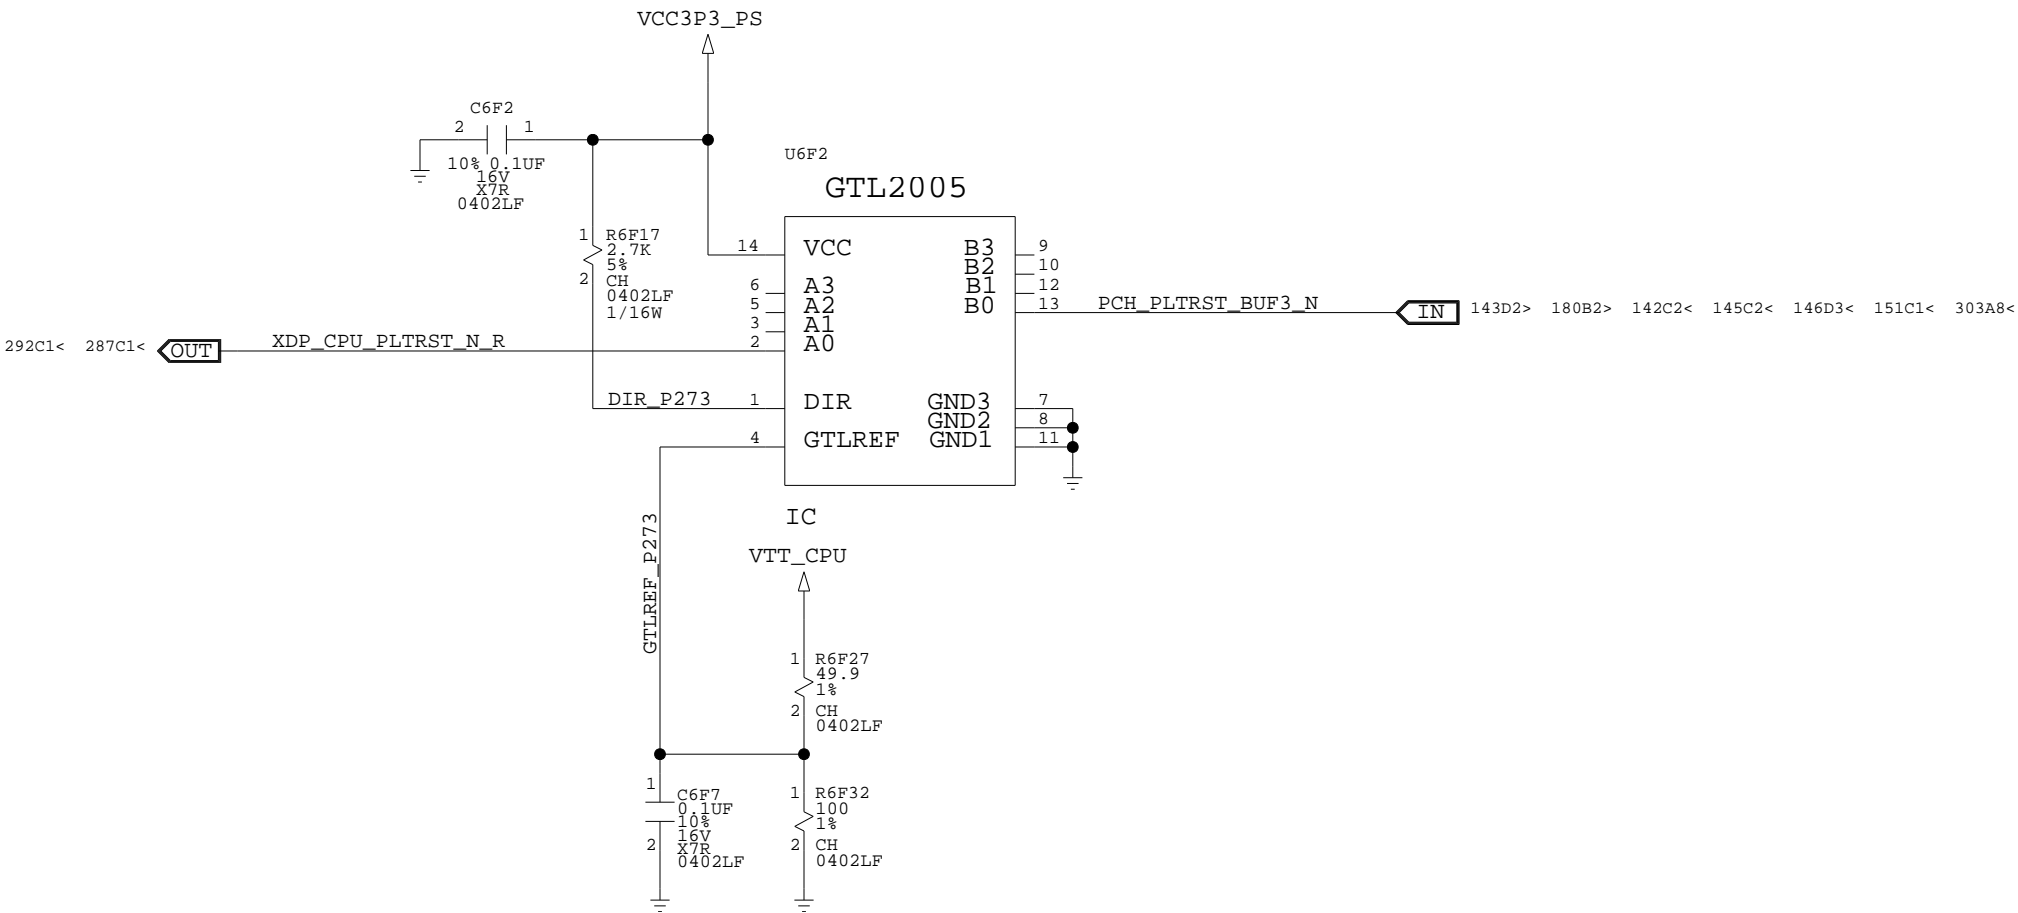 VCC3P3_PS
C6F2
2 1
10% 0.1UF
16V
X7R
0402LF
U6F2
GTL2005
1 R6F17
2.7K
5%
2 CH
0402LF
1/16W
14 VCC
6 A3
5 A2
3 A1
2 A0
1 DIR
4 GTLREF
B3 9
B2 10
B1 12
B0 13
GND3 7
GND2 8
GND1 11
PCH_PLTRST_BUF3_N
IN 143D2> 180B2> 142C2< 145C2< 146D3< 151C1< 303A8<
292C1< 287C1< OUT
XDP_CPU_PLTRST_N_R
DIR_P273
GTLREF_P273
IC
VTT_CPU
1 R6F27
49.9
1%
2 CH
0402LF
1 C6F7
0.1UF
10%
16V
2 X7R
0402LF
1 R6F32
100
1%
2 CH
0402LF